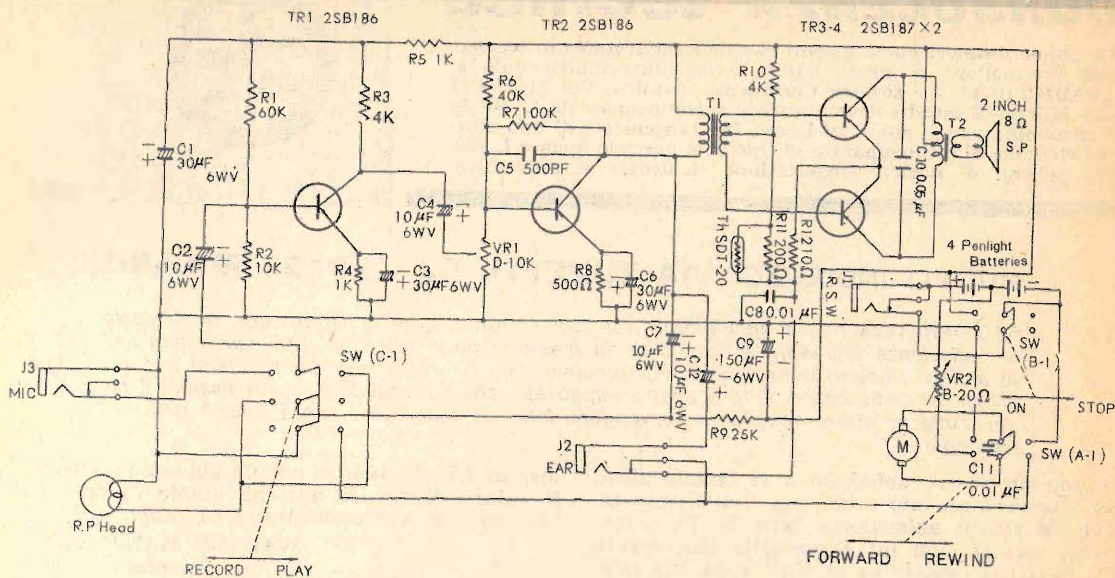 TR1 2SB186
TR2 2SB186
TR3-4 2SB187×2
R5 1K
R1
60K
R3
4K
R6
40K
R7 100K
C5 500PF
T1
R10
4K
C10 0.05 μF
T2
2 INCH
8Ω
S.P
C1
30μF
6WV
C2
10μF
6WV
R2
10K
R4
1K
C3
30μF 6WV
C4
10μF
6WV
VR1
D-10K
R8
500Ω
C6
30μF
6WV
Th SDT-20
R11 200Ω
R12 10Ω
C8 0.01 μF
R.S.W
J1
4 Penlight
Batteries
SW
(B-1)
C7
10μF
6WV
C12
10μF 6WV
C9
150μF
6WV
VR2
B-20Ω
ON
STOP
J3
MIC
SW (C-1)
R9 25K
J2
EAR
M
C11
0.01 μF
SW (A-1)
R.P Head
RECORD PLAY
FORWARD REWIND